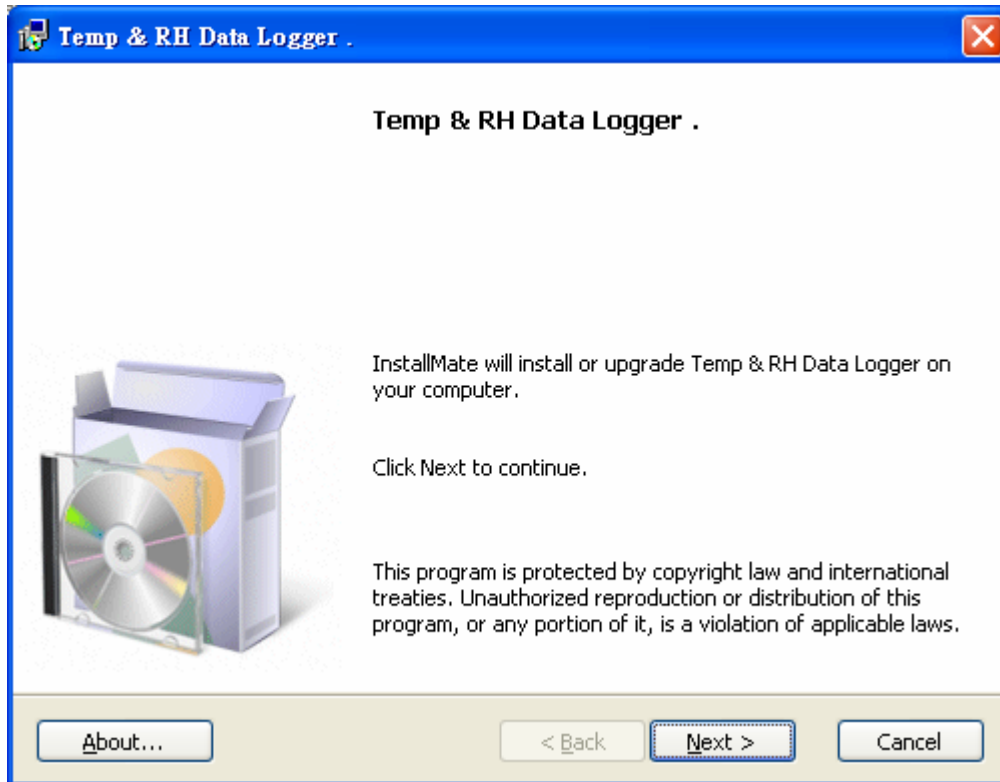 Temp & RH Data Logger .
Temp & RH Data Logger .
InstallMate will install or upgrade Temp & RH Data Logger on
your computer.
Click Next to continue.
This program is protected by copyright law and international
treaties. Unauthorized reproduction or distribution of this
program, or any portion of it, is a violation of applicable laws.
About... < Back Next > Cancel